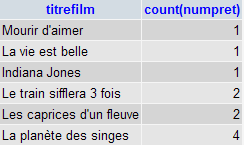 titrefilm count(numpret)
Mourir d'aimer 1
La vie est belle 1
Indiana Jones 1
Le train sifflera 3 fois 2
Les caprices d'un fleuve 2
La planète des singes 4